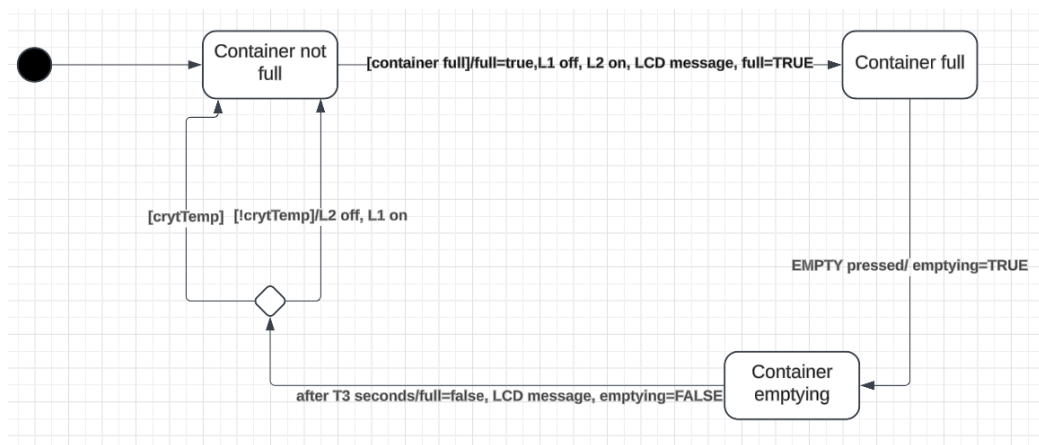 Container not
full
[container full]/full=true,L1 off, L2 on, LCD message, full=TRUE
Container full
[crytTemp]
[!crytTemp]/L2 off, L1 on
EMPTY pressed/ emptying=TRUE
Container
emptying
after T3 seconds/full=false, LCD message, emptying=FALSE